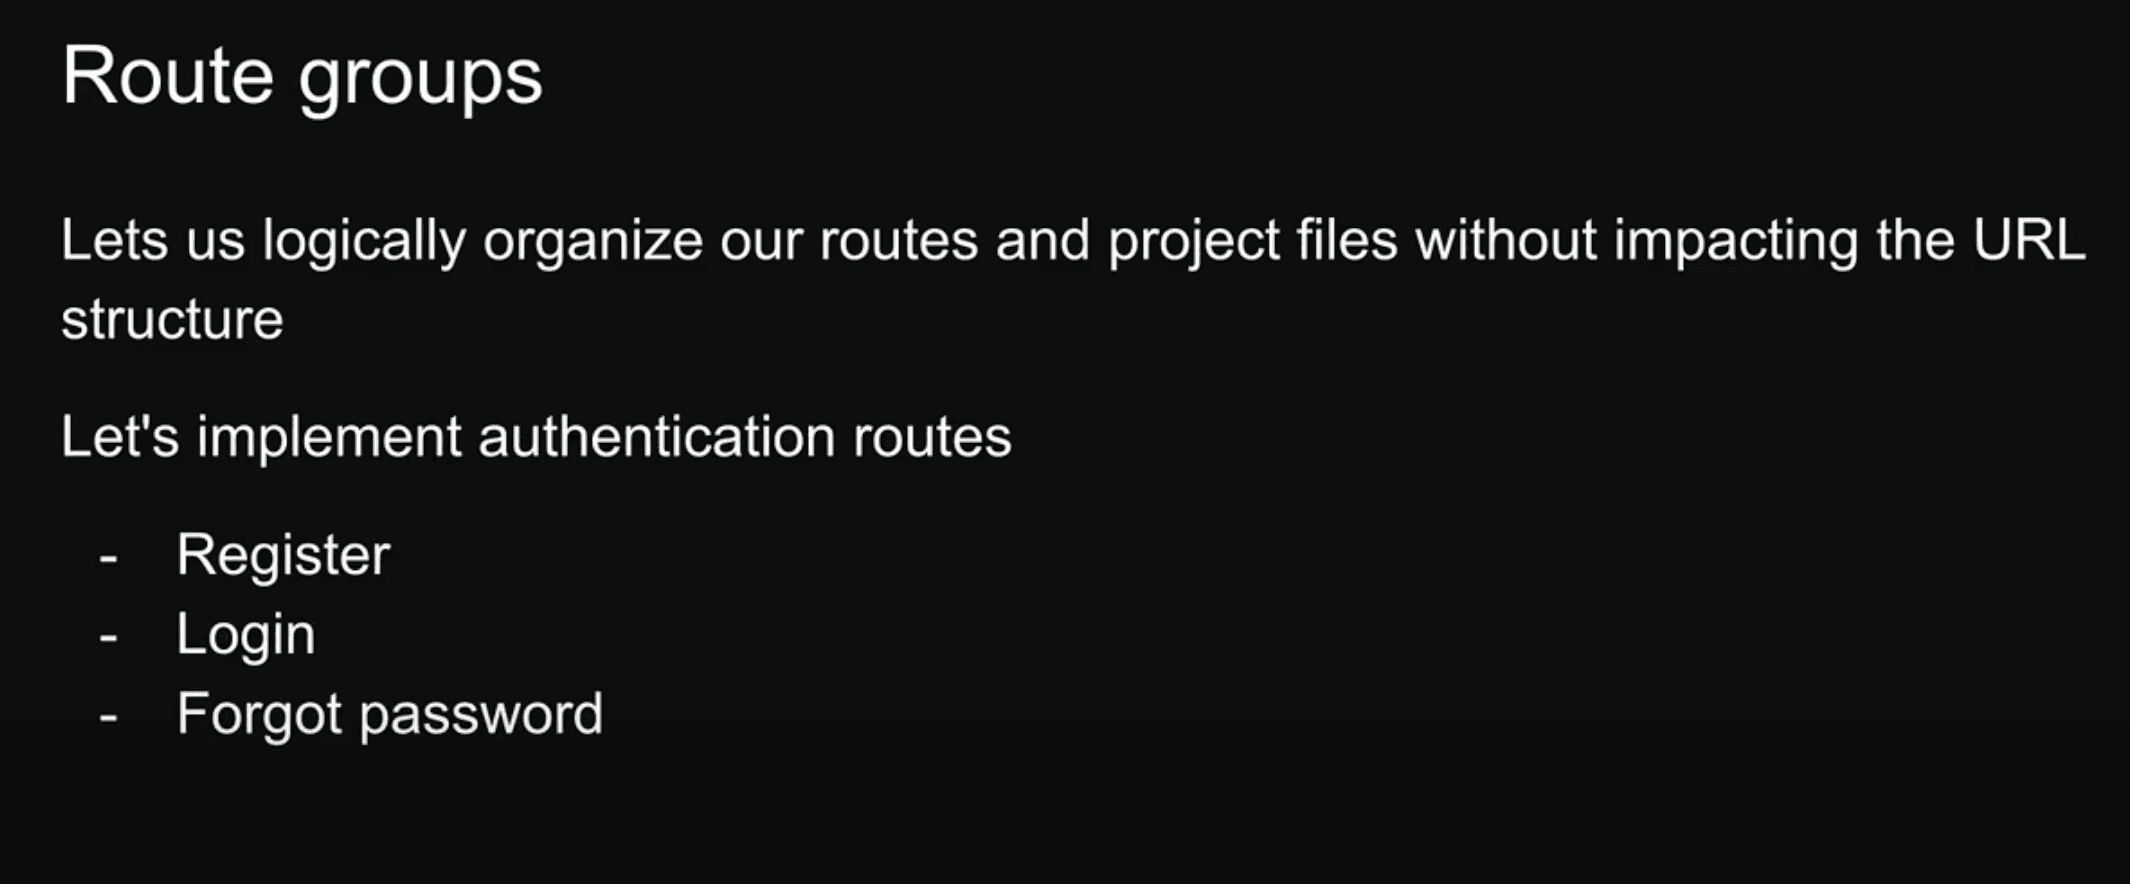 Route groups
Lets us logically organize our routes and project files without impacting the URL
structure
Let's implement authentication routes
- Register
- Login
- Forgot password